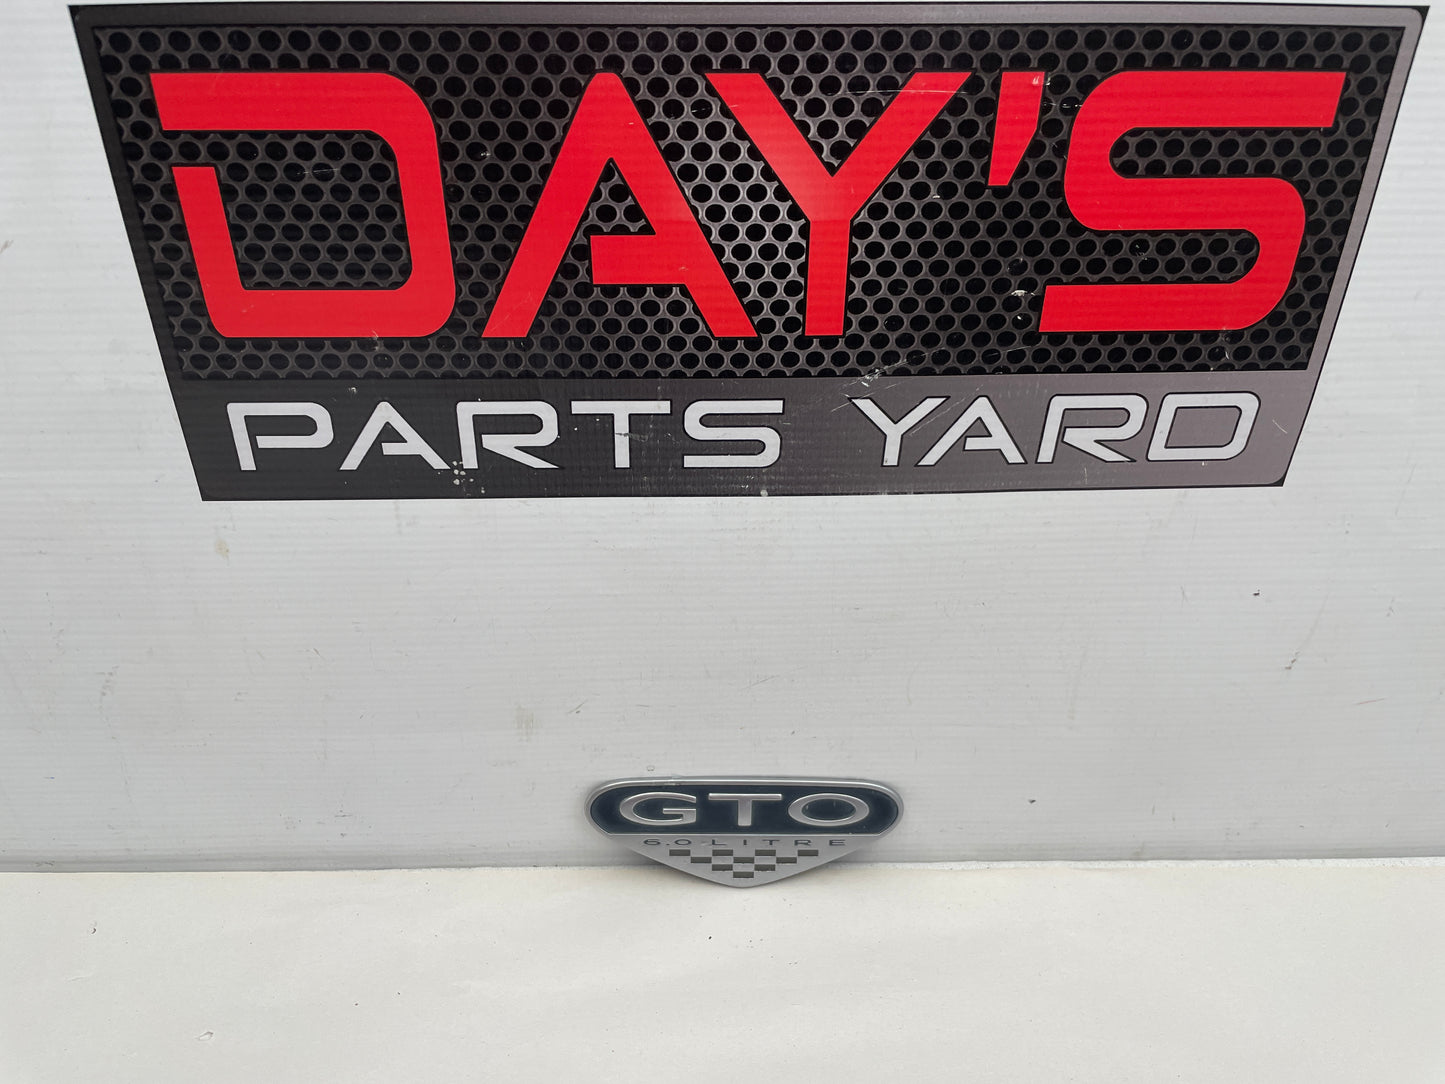 DAY'S
PARTS YARD
GTO
6.0 LITRE